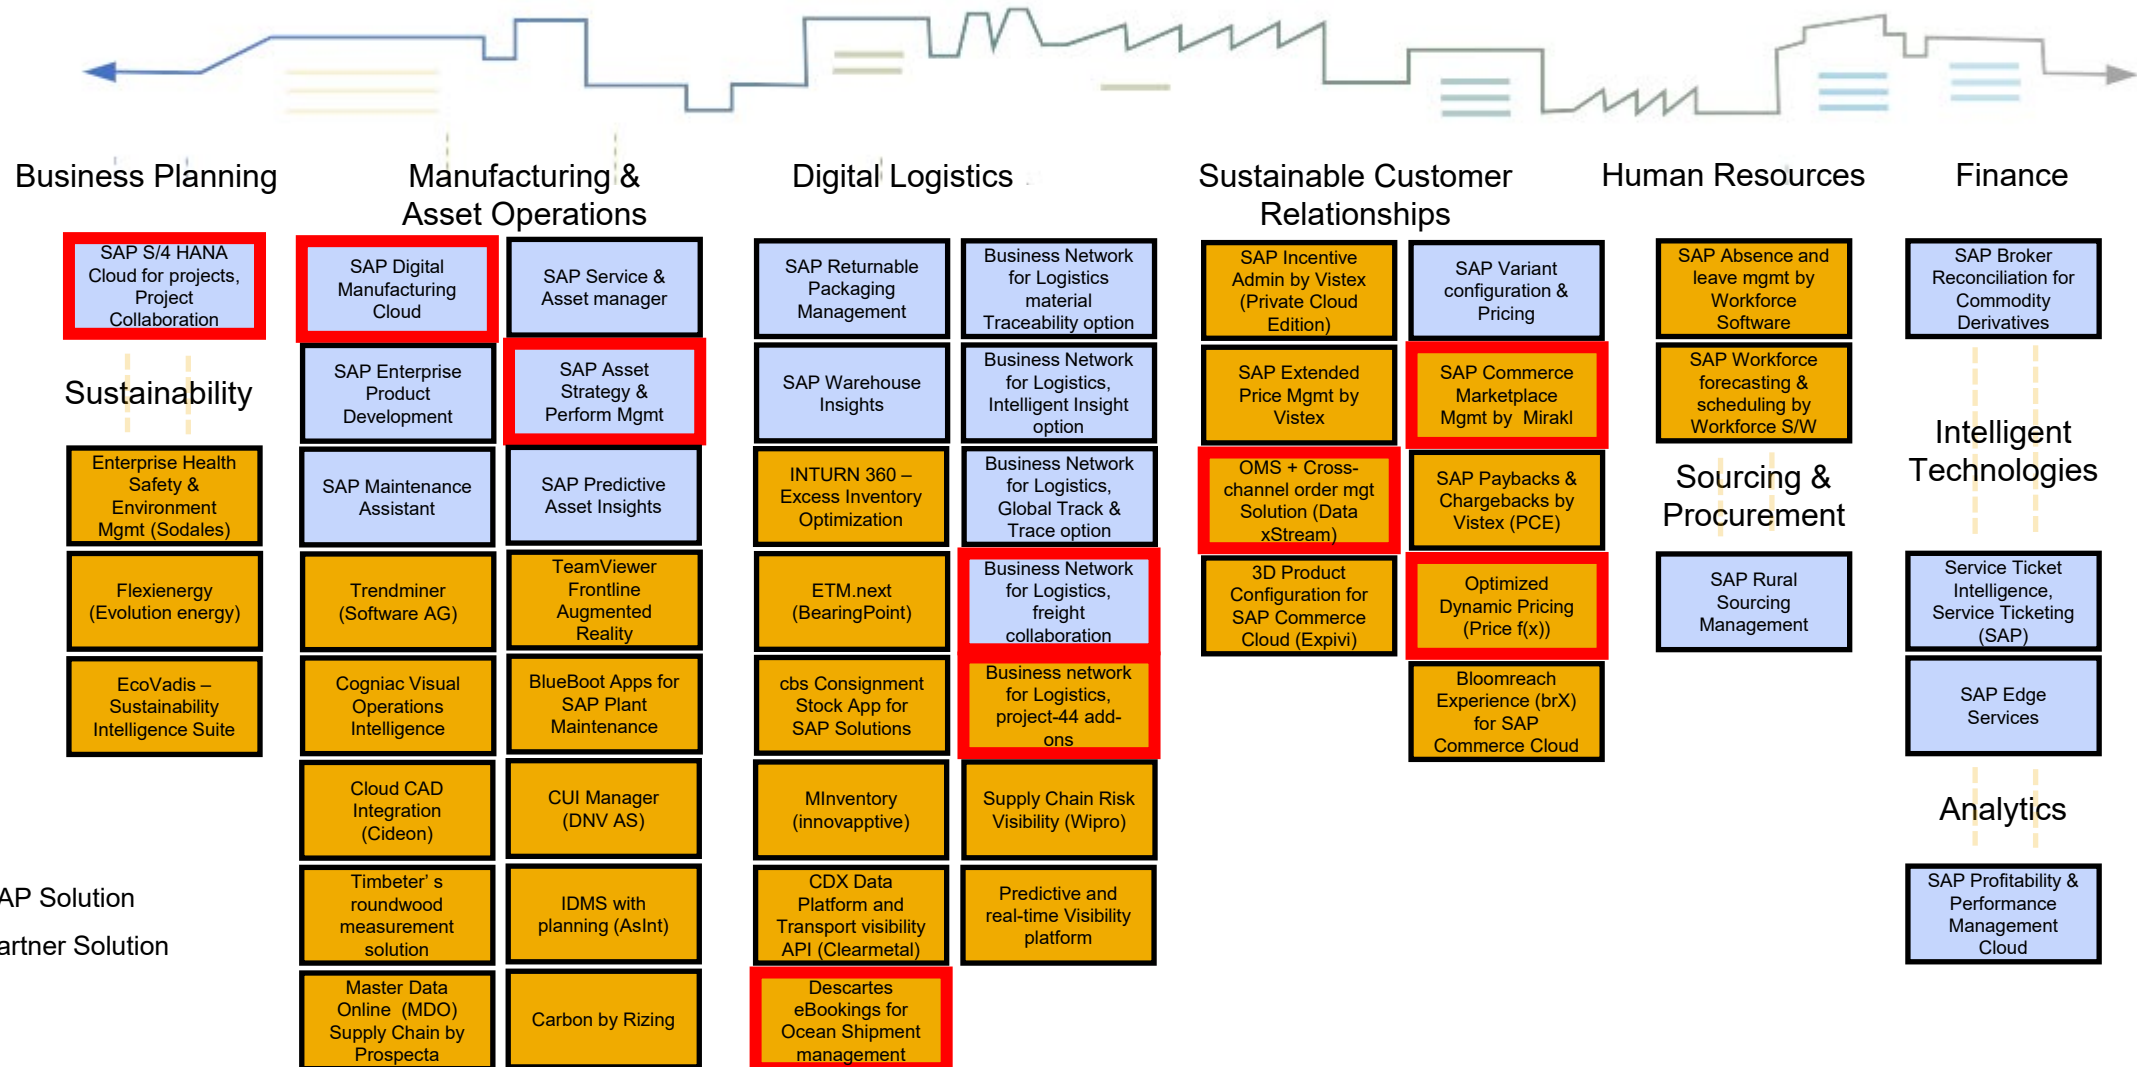 Business Planning
SAP S/4 HANA
Cloud for projects,
Project
Collaboration
Sustainability
Enterprise Health
Safety &
Environment
Mgmt (Sodales)
Flexienergy
(Evolution energy)
EcoVadis –
Sustainability
Intelligence Suite
AP Solution
artner Solution
Manufacturing &
Asset Operations
SAP Digital
Manufacturing
Cloud
SAP Enterprise
Product
Development
SAP Maintenance
Assistant
Trendminer
(Software AG)
Cogniac Visual
Operations
Intelligence
Cloud CAD
Integration
(Cideon)
Timbeter' s
roundwood
measurement
solution
Master Data
Online (MDO)
Supply Chain by
Prospecta
SAP Service &
Asset manager
SAP Asset
Strategy &
Perform Mgmt
SAP Predictive
Asset Insights
TeamViewer
Frontline
Augmented
Reality
BlueBoot Apps for
SAP Plant
Maintenance
CUI Manager
(DNV AS)
IDMS with
planning (AsInt)
Carbon by Rizing
Digital Logistics
SAP Returnable
Packaging
Management
SAP Warehouse
Insights
INTURN 360 –
Excess Inventory
Optimization
ETM.next
(BearingPoint)
cbs Consignment
Stock App for
SAP Solutions
MInventory
(innovapptive)
CDX Data
Platform and
Transport visibility
API (Clearmetal)
Descartes
eBookings for
Ocean Shipment
management
Business Network
for Logistics
material
Traceability option
Business Network
for Logistics,
Intelligent Insight
option
Business Network
for Logistics,
Global Track &
Trace option
Business Network
for Logistics,
freight
collaboration
Business network
for Logistics,
project-44 add-
ons
Supply Chain Risk
Visibility (Wipro)
Predictive and
real-time Visibility
platform
Sustainable Customer
Relationships
SAP Incentive
Admin by Vistex
(Private Cloud
Edition)
SAP Extended
Price Mgmt by
Vistex
OMS + Cross-
channel order mgt
Solution (Data
xStream)
3D Product
Configuration for
SAP Commerce
Cloud (Expivi)
SAP Variant
configuration &
Pricing
SAP Commerce
Marketplace
Mgmt by Mirakl
SAP Paybacks &
Chargebacks by
Vistex (PCE)
Optimized
Dynamic Pricing
(Price f(x))
Bloomreach
Experience (brX)
for SAP
Commerce Cloud
Human Resources
SAP Absence and
leave mgmt by
Workforce
Software
SAP Workforce
forecasting &
scheduling by
Workforce S/W
Sourcing &
Procurement
SAP Rural
Sourcing
Management
Finance
SAP Broker
Reconciliation for
Commodity
Derivatives
Intelligent
Technologies
Service Ticket
Intelligence,
Service Ticketing
(SAP)
SAP Edge
Services
Analytics
SAP Profitability &
Performance
Management
Cloud